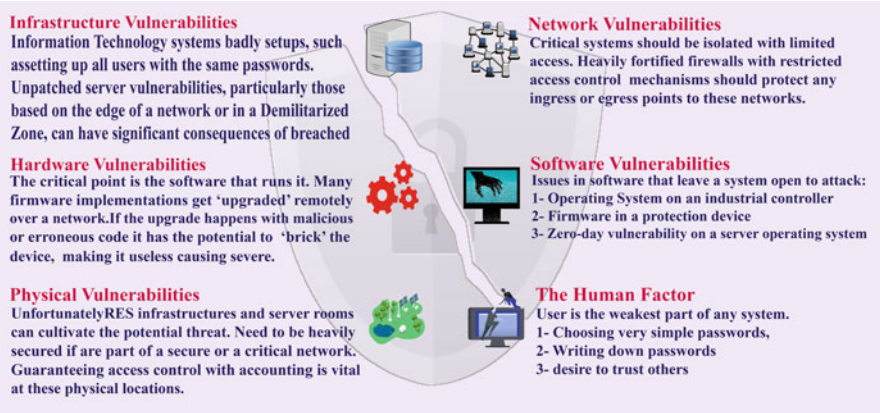 Infrastructure Vulnerabilities
Information Technology systems badly setups, such
assetting up all users with the same passwords.
Unpatched server vulnerabilities, particularly those
based on the edge of a network or in a Demilitarized
Zone, can have significant consequences of breached
Network Vulnerabilities
Critical systems should be isolated with limited
access. Heavily fortified firewalls with restricted
access control mechanisms should protect any
ingress or egress points to these networks.
Hardware Vulnerabilities
The critical point is the software that runs it. Many
firmware implementations get ‘upgraded’ remotely
over a network.If the upgrade happens with malicious
or erroneous code it has the potential to ‘brick’ the
device, making it useless causing severe.
Software Vulnerabilities
Issues in software that leave a system open to attack:
1- Operating System on an industrial controller
2- Firmware in a protection device
3- Zero-day vulnerability on a server operating system
Physical Vulnerabilities
UnfortunatelyRES infrastructures and server rooms
can cultivate the potential threat. Need to be heavily
secured if are part of a secure or a critical network.
Guaranteeing access control with accounting is vital
at these physical locations.
The Human Factor
User is the weakest part of any system.
1- Choosing very simple passwords,
2- Writing down passwords
3- desire to trust others